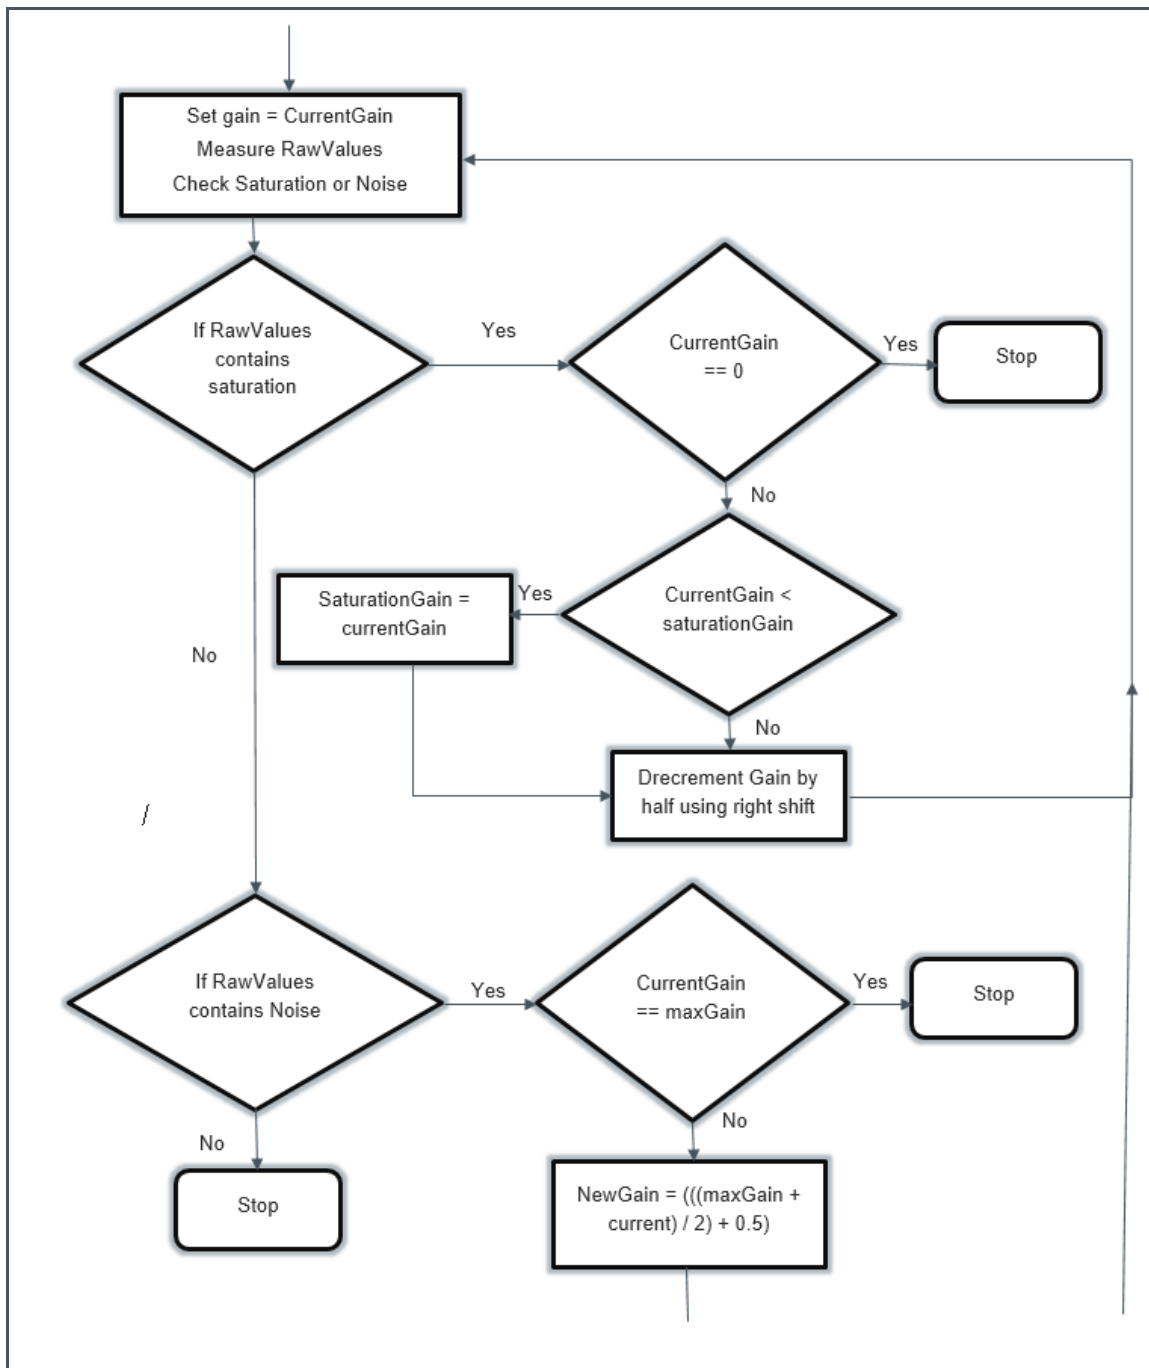 Set gain = CurrentGain
Measure RawValues
Check Saturation or Noise
If RawValues
contains
saturation
Yes
CurrentGain
== 0
Yes
Stop
No
CurrentGain <
saturationGain
Yes
SaturationGain =
currentGain
No
No
Drecrement Gain by
half using right shift
/
If RawValues
contains Noise
Yes
CurrentGain
== maxGain
Yes
Stop
No
Stop
No
NewGain = (((maxGain +
current) / 2) + 0.5)